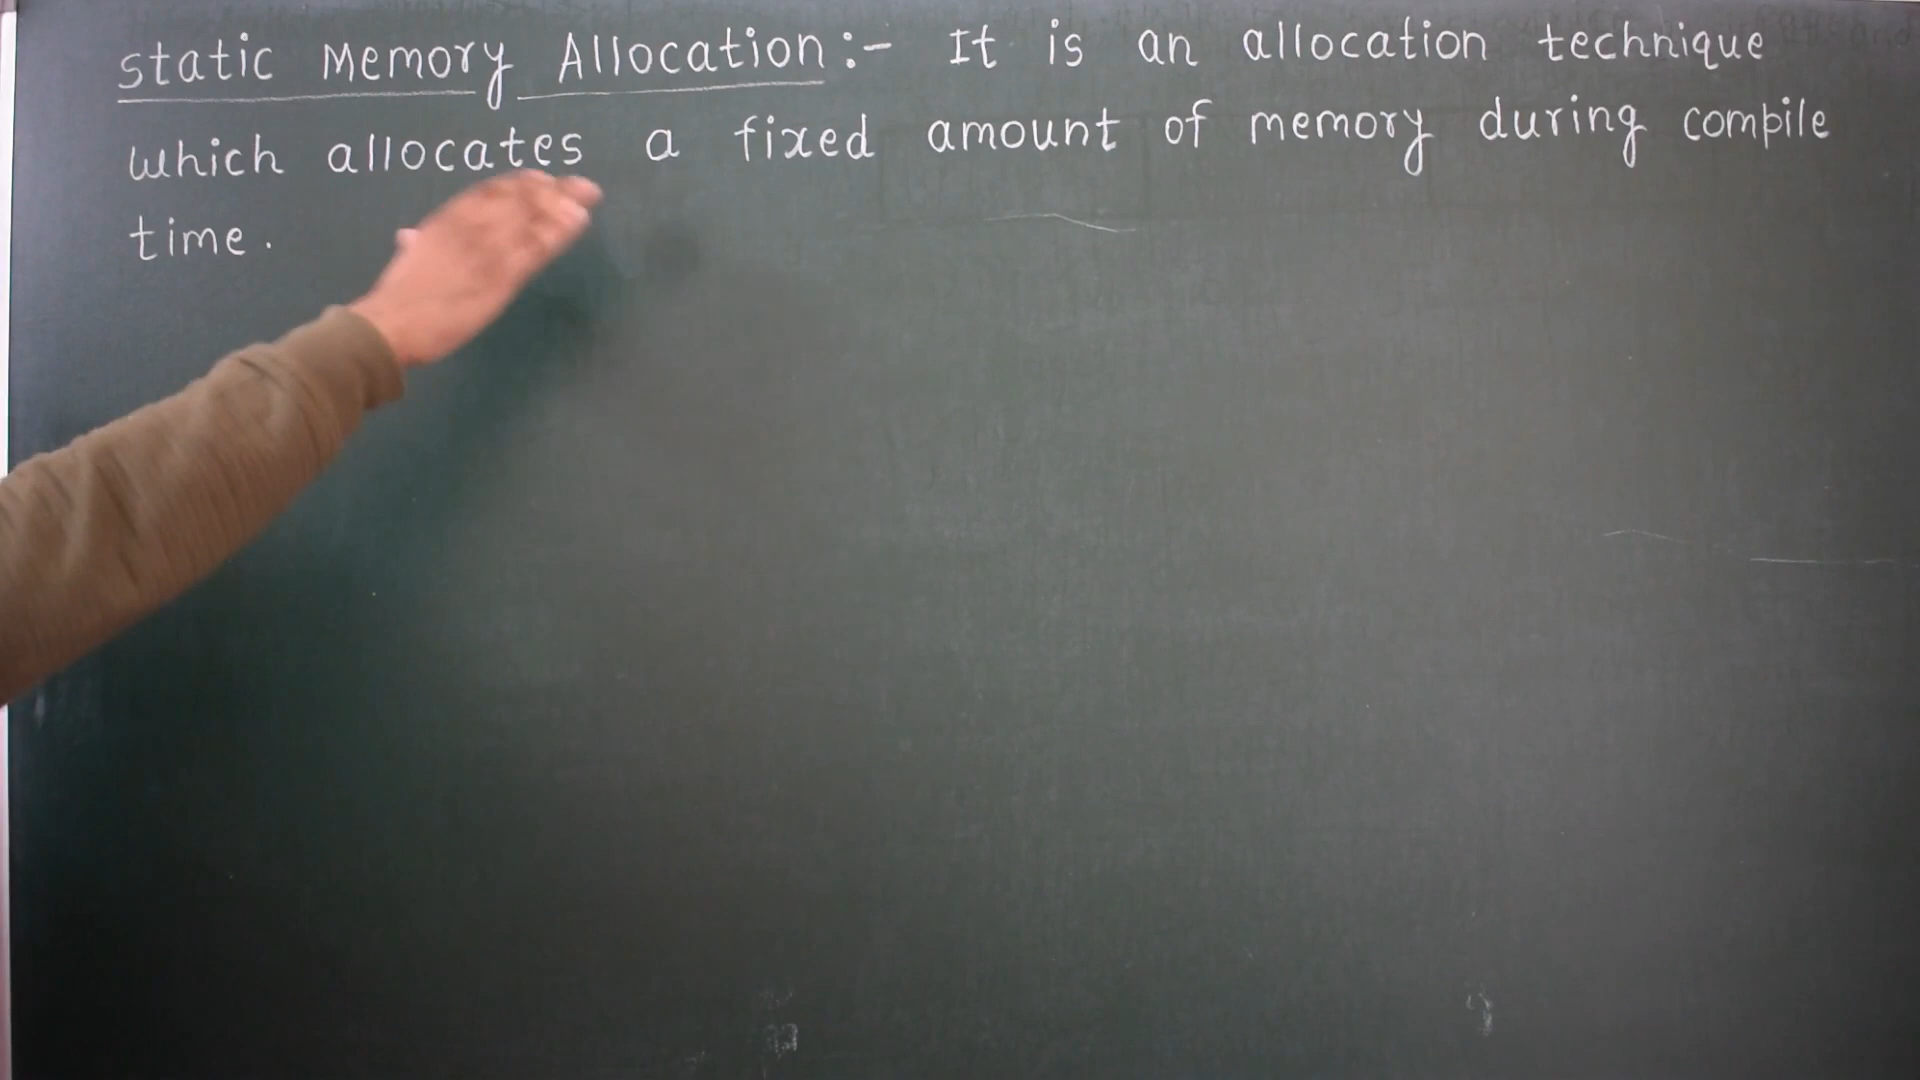 static Memory Allocation :- It is an allocation technique
which allocates a fixed amount of memory during compile
time.